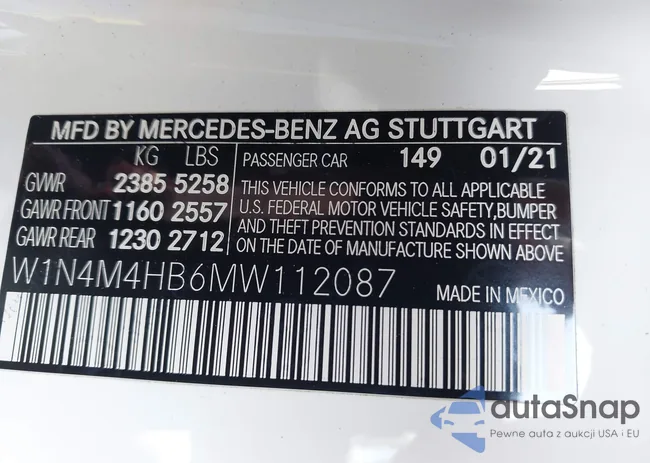 MFD BY MERCEDES-BENZ AG STUTTGART
KG LBS
GVWR 2385 5258
GAWR FRONT 1160 2557
GAWR REAR 1230 2712
PASSENGER CAR 149 01/21
THIS VEHICLE CONFORMS TO ALL APPLICABLE
U.S. FEDERAL MOTOR VEHICLE SAFETY, BUMPER
AND THEFT PREVENTION STANDARDS IN EFFECT
ON THE DATE OF MANUFACTURE SHOWN ABOVE
W1N4M4HB6MW112087
MADE IN MEXICO
autaSnap
Pewne auta z aukcji USA i EU